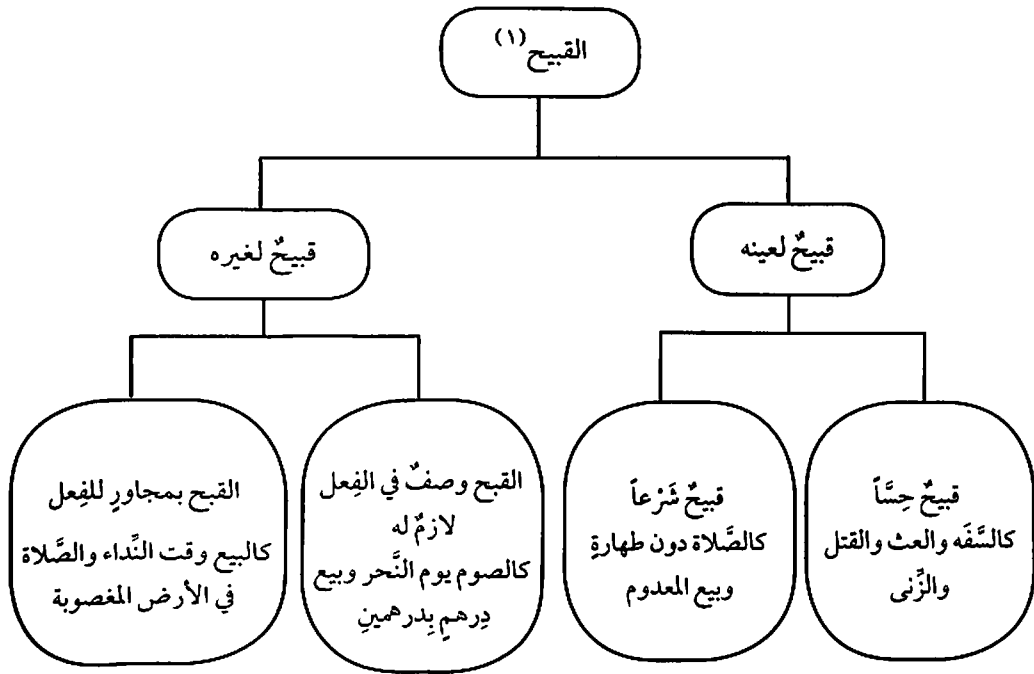 القبيح(١)
قبيحٌ لعينه
قبيحٌ لغيره
قبيحٌ حِسَّاً
كالسَّفَه والعث والقتل
والزِّنى
قبيحٌ شَرْعاً
كالصَّلاة دون طهارةٍ
وبيع المعدوم
القبح وصفٌ في الفِعل
لازمٌ له
كالصوم يوم النَّحر وبيع
دِرهمٍ بِدرهمينِ
القبح بمجاورٍ للفِعل
كالبيع وقت النِّداء والصَّلاة
في الأرض المغصوبة